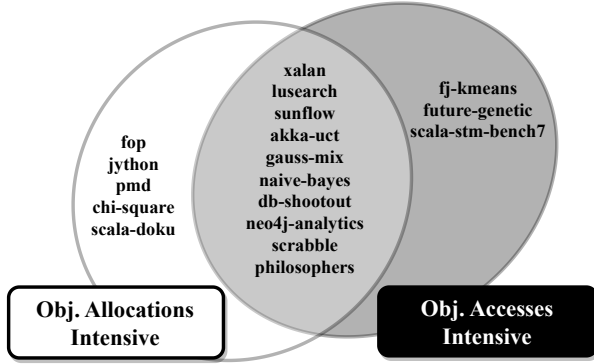 xalan
lusearch
sunflow
akka-uct
gauss-mix
naive-bayes
db-shootout
neo4j-analytics
scrabble
philosophers
fj-kmeans
future-genetic
scala-stm-bench7
fop
jython
pmd
chi-square
scala-doku
Obj. Allocations
Intensive
Obj. Accesses
Intensive